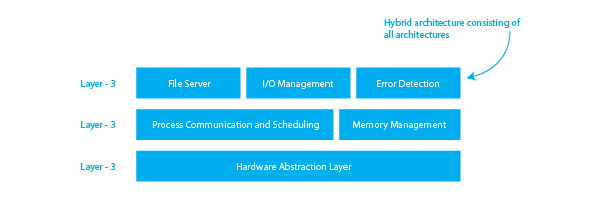 Hybrid architecture consisting of
all architectures
Layer - 3 File Server I/O Management Error Detection
Layer - 3 Process Communication and Scheduling Memory Management
Layer - 3 Hardware Abstraction Layer